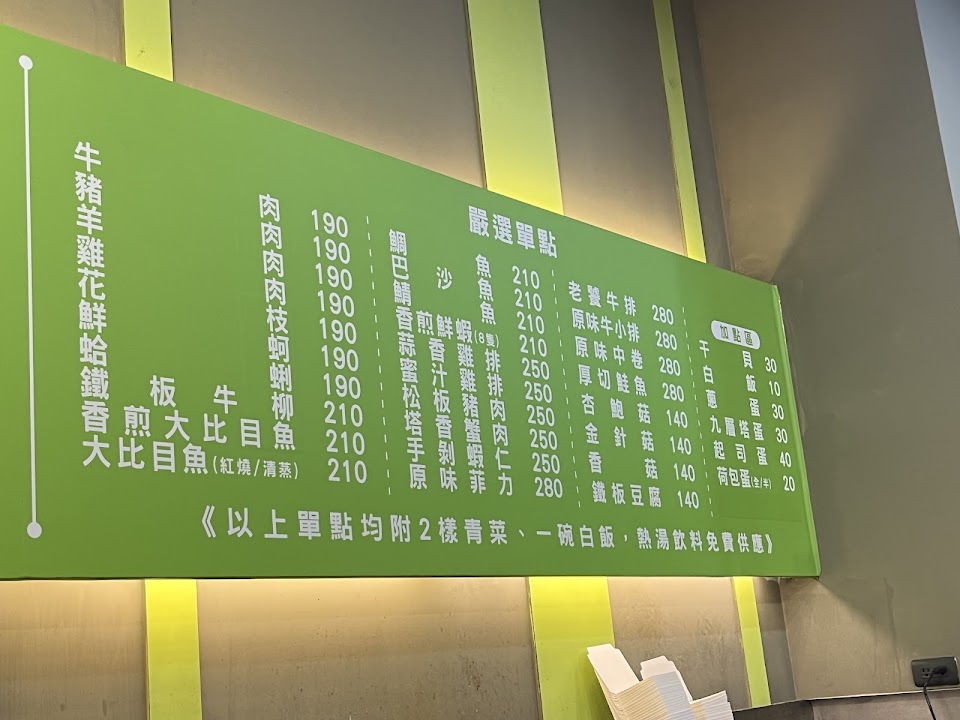 嚴選單點
牛肉 190
豬肉 190
羊肉 190
雞肉 190
花枝 190
鮮蚵 190
蛤蜊 190
鐵板牛柳 210
香煎大比目魚 210
大比目魚(紅燒/清蒸) 210
鯛魚 210
巴沙魚 210
鯖魚 210
香煎鮮蝦(8隻) 210
蒜香雞排 250
蜜汁雞排 250
松板豬肉 250
塔香蟹肉 250
手剝蝦仁 250
原味菲力 280
老饕牛排 280
原味牛小排 280
原味中卷 280
厚切鮭魚 280
杏鮑菇 140
金針菇 140
香菇 140
鐵板豆腐 140
加點區
干貝 30
白飯 10
蔥蛋 30
九層塔蛋 30
起司蛋 40
荷包蛋(全/半) 20
《以上單點均附2樣青菜、一碗白飯,熱湯飲料免費供應》